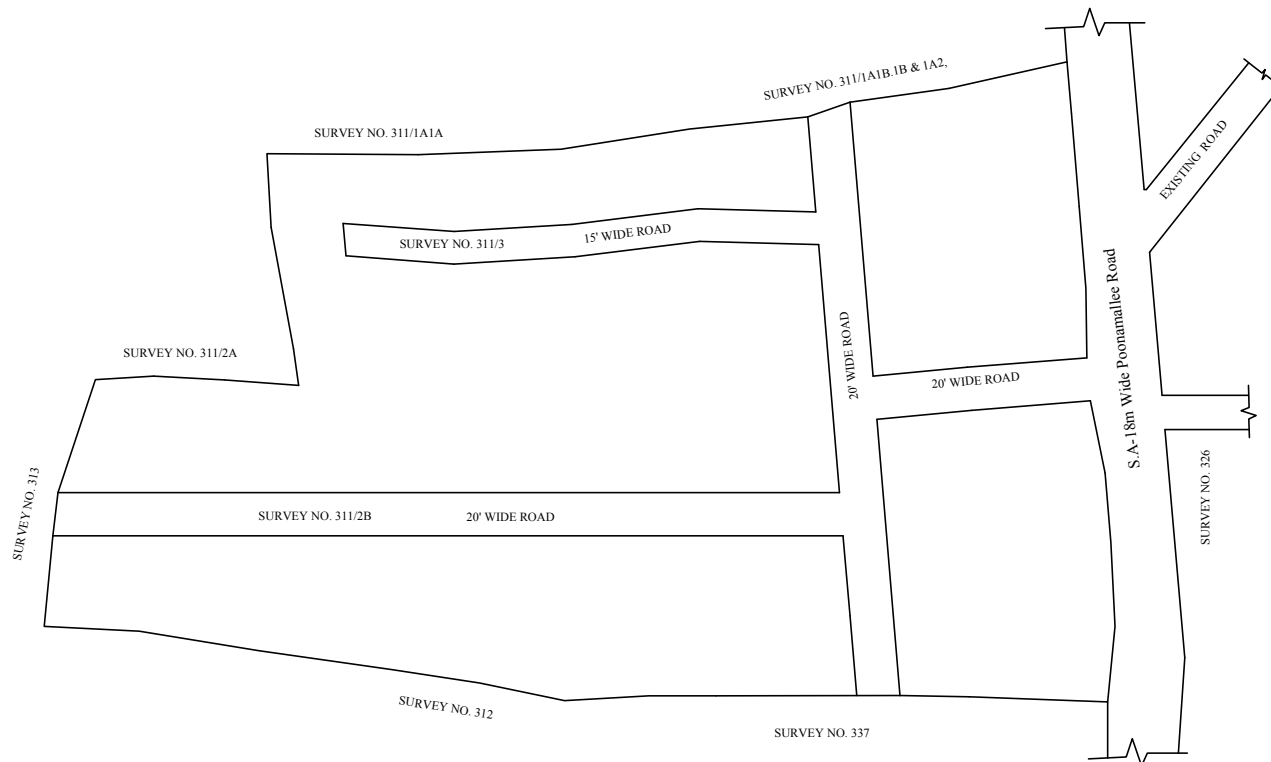 SURVEY NO. 311/1A1B.1B & 1A2,
SURVEY NO. 311/1A1A
EXISTING ROAD
15' WIDE ROAD
SURVEY NO. 311/3
S.A-18m Wide Poonamallee Road
SURVEY NO. 311/2A
20' WIDE ROAD
20' WIDE ROAD
SURVEY NO. 313
SURVEY NO. 311/2B
20' WIDE ROAD
SURVEY NO. 326
SURVEY NO. 312
SURVEY NO. 337